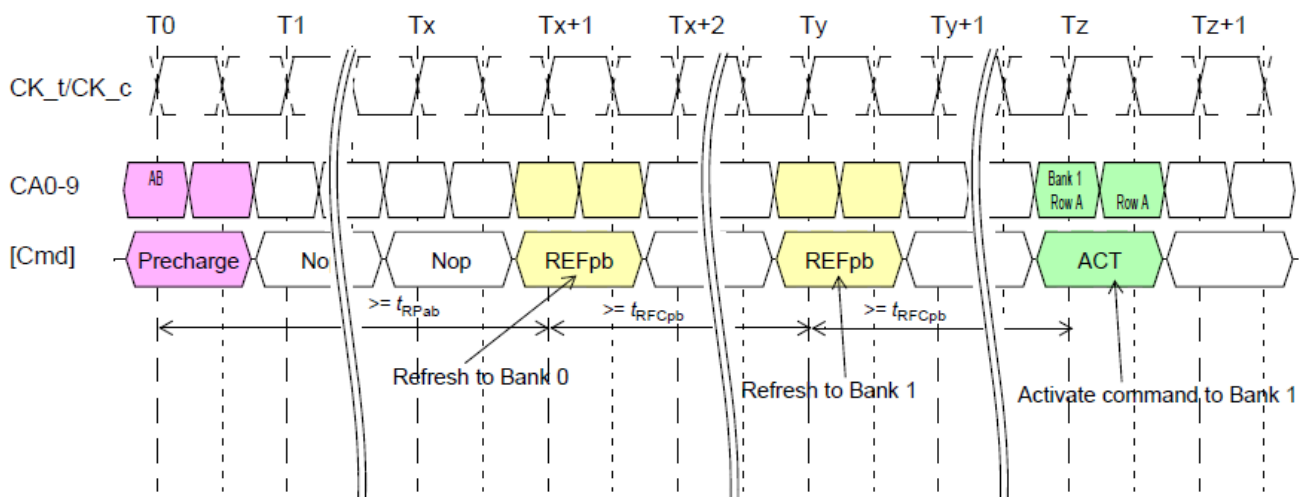 T0 T1 Tx Tx+1 Tx+2 Ty Ty+1 Tz Tz+1
CK_t/CK_c
CA0-9 AB Bank 1 Row A Row A
[Cmd] Precharge No Nop REFpb REFpb ACT
>= tRPab >= tRFCpb >= tRFCpb
Refresh to Bank 0 Refresh to Bank 1 Activate command to Bank 1